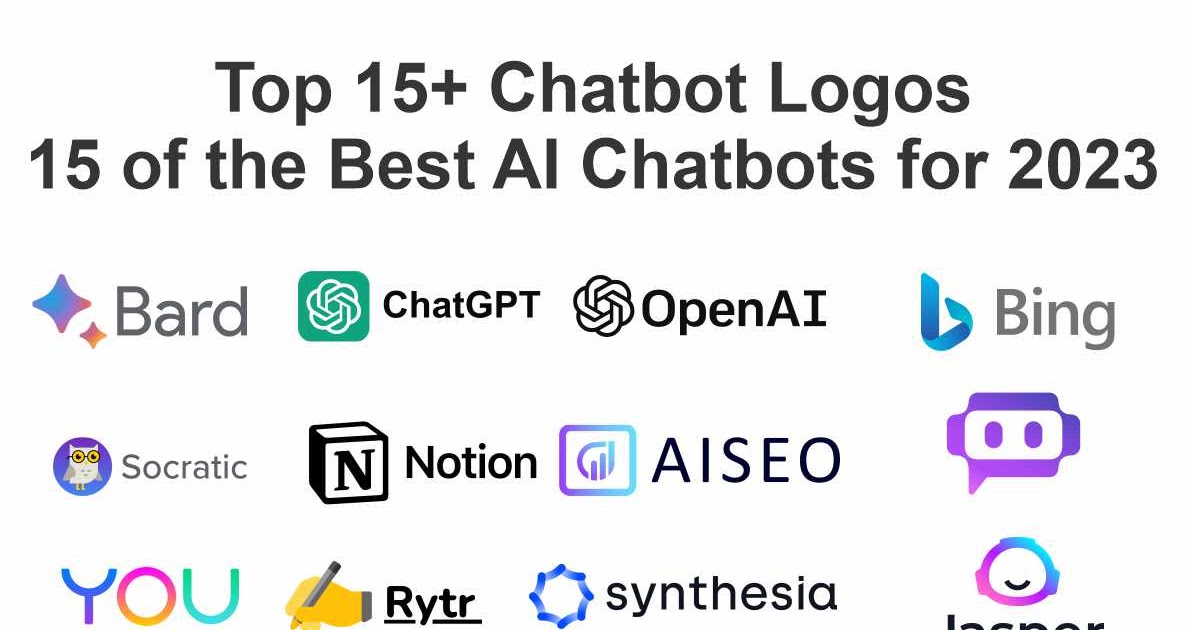 Top 15+ Chatbot Logos
15 of the Best AI Chatbots for 2023
Bard ChatGPT OpenAI Bing
Socratic N Notion AISEO
YOU Rytr synthesia
Jasper